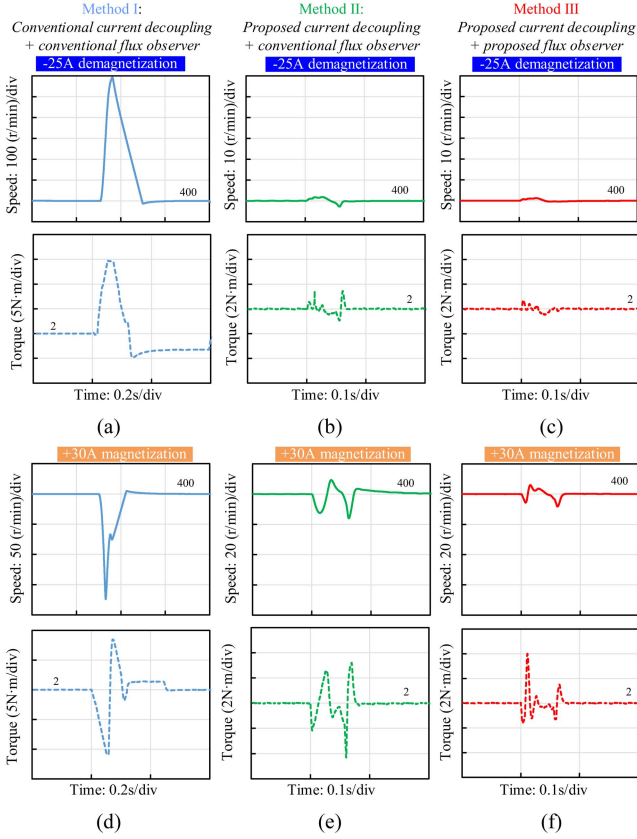 Method I:
Conventional current decoupling
+ conventional flux observer
-25A demagnetization
Method II:
Proposed current decoupling
+ conventional flux observer
-25A demagnetization
Method III
Proposed current decoupling
+ proposed flux observer
-25A demagnetization
Speed: 100 (r/min)/div
400
Speed: 10 (r/min)/div
400
Speed: 10 (r/min)/div
400
Torque (5N·m/div)
2
Torque (2N·m/div)
2
Torque (2N·m/div)
2
Time: 0.2s/div
Time: 0.1s/div
Time: 0.1s/div
(a)
(b)
(c)
+30A magnetization
+30A magnetization
+30A magnetization
Speed: 50 (r/min)/div
400
Speed: 20 (r/min)/div
400
Speed: 20 (r/min)/div
400
Torque (5N·m/div)
2
Torque (2N·m/div)
2
Torque (2N·m/div)
2
Time: 0.2s/div
Time: 0.1s/div
Time: 0.1s/div
(d)
(e)
(f)